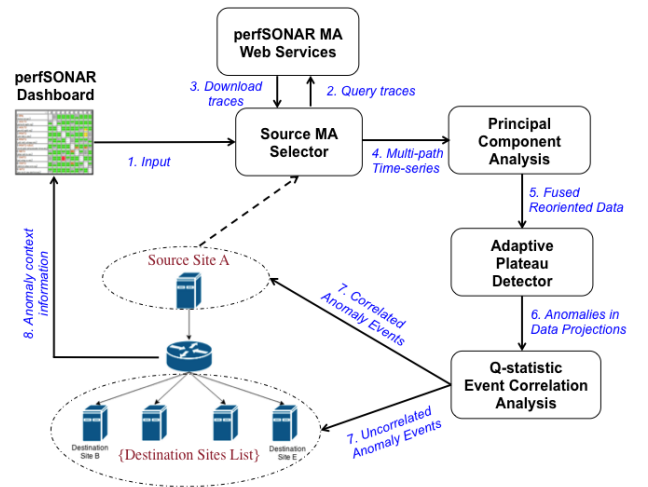 perfSONAR MA
Web Services
perfSONAR
Dashboard
3. Download
traces
2. Query traces
Source MA
Selector
Principal
Component
Analysis
1. Input
4. Multi-path
Time-series
5. Fused
Reoriented Data
Adaptive
Plateau
Detector
Source Site A
8. Anomaly context
information
7. Correlated
Anomaly Events
6. Anomalies in
Data Projections
Q-statistic
Event Correlation
Analysis
7. Uncorrelated
Anomaly Events
Destination
Site B
{Destination Sites List}
Destination
Site E